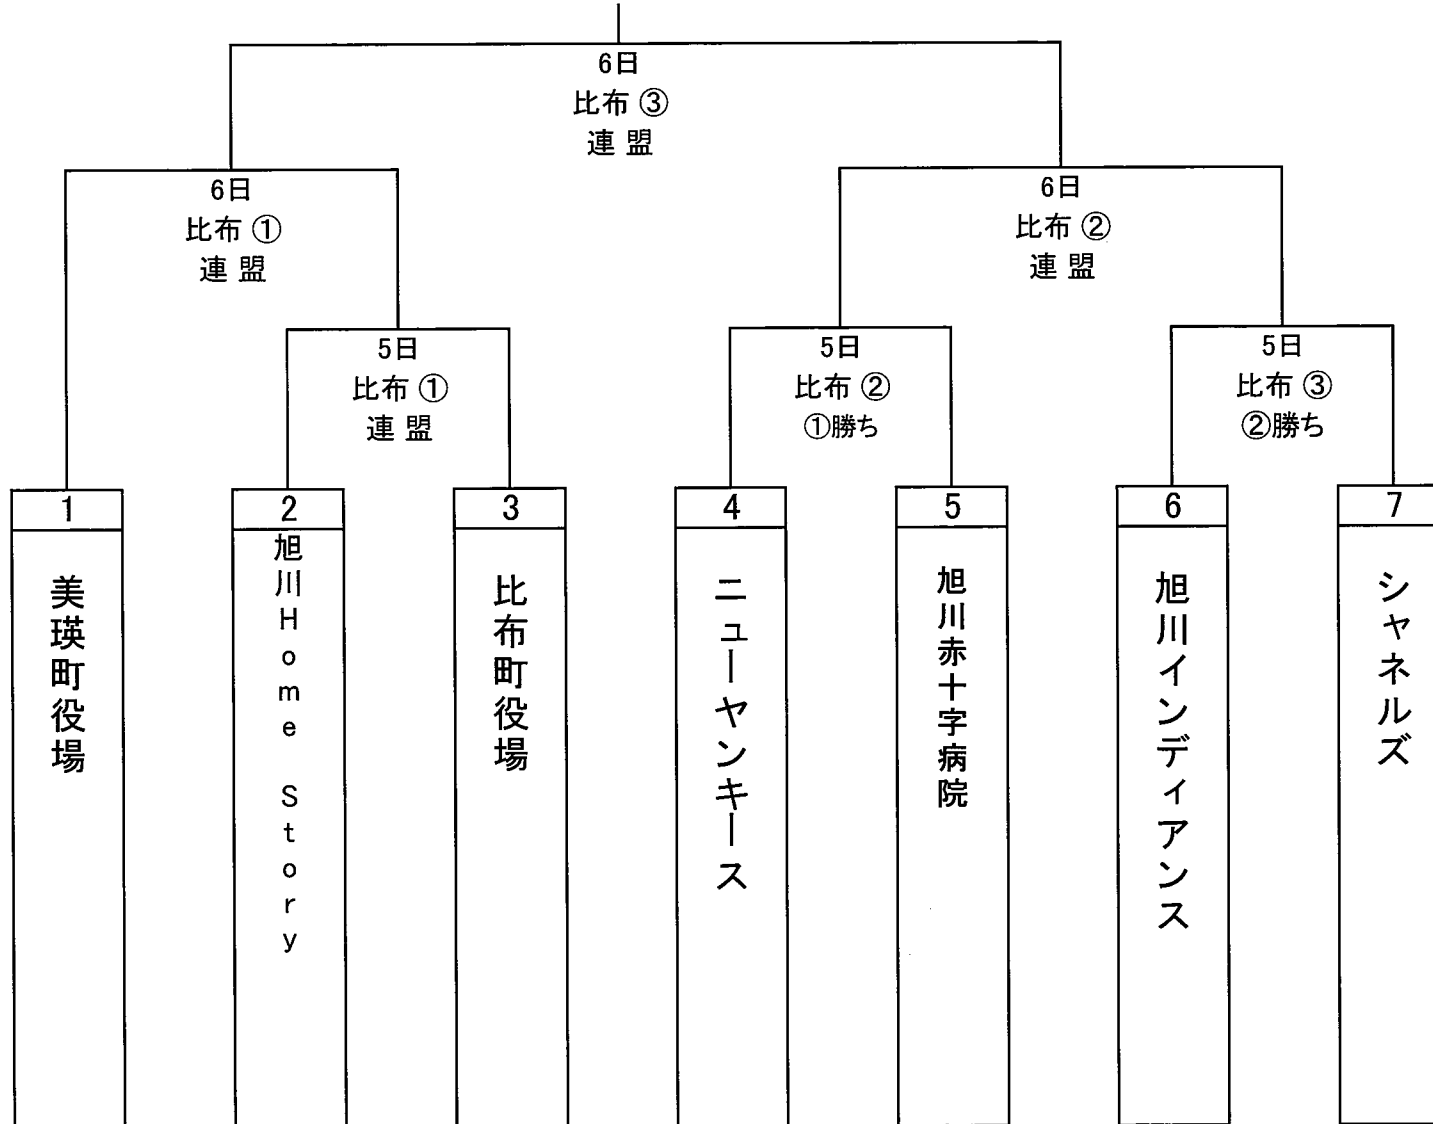 6日
比布 ③
連 盟
6日
比布 ①
連 盟
6日
比布 ②
連 盟
5日
比布 ①
連 盟
5日
比布 ②
①勝ち
5日
比布 ③
②勝ち
1
2
3
4
5
6
7
美瑛町役場
旭川Home Story
比布町役場
ニューヤンキース
旭川赤十字病院
旭川インディアンス
シャネルズ